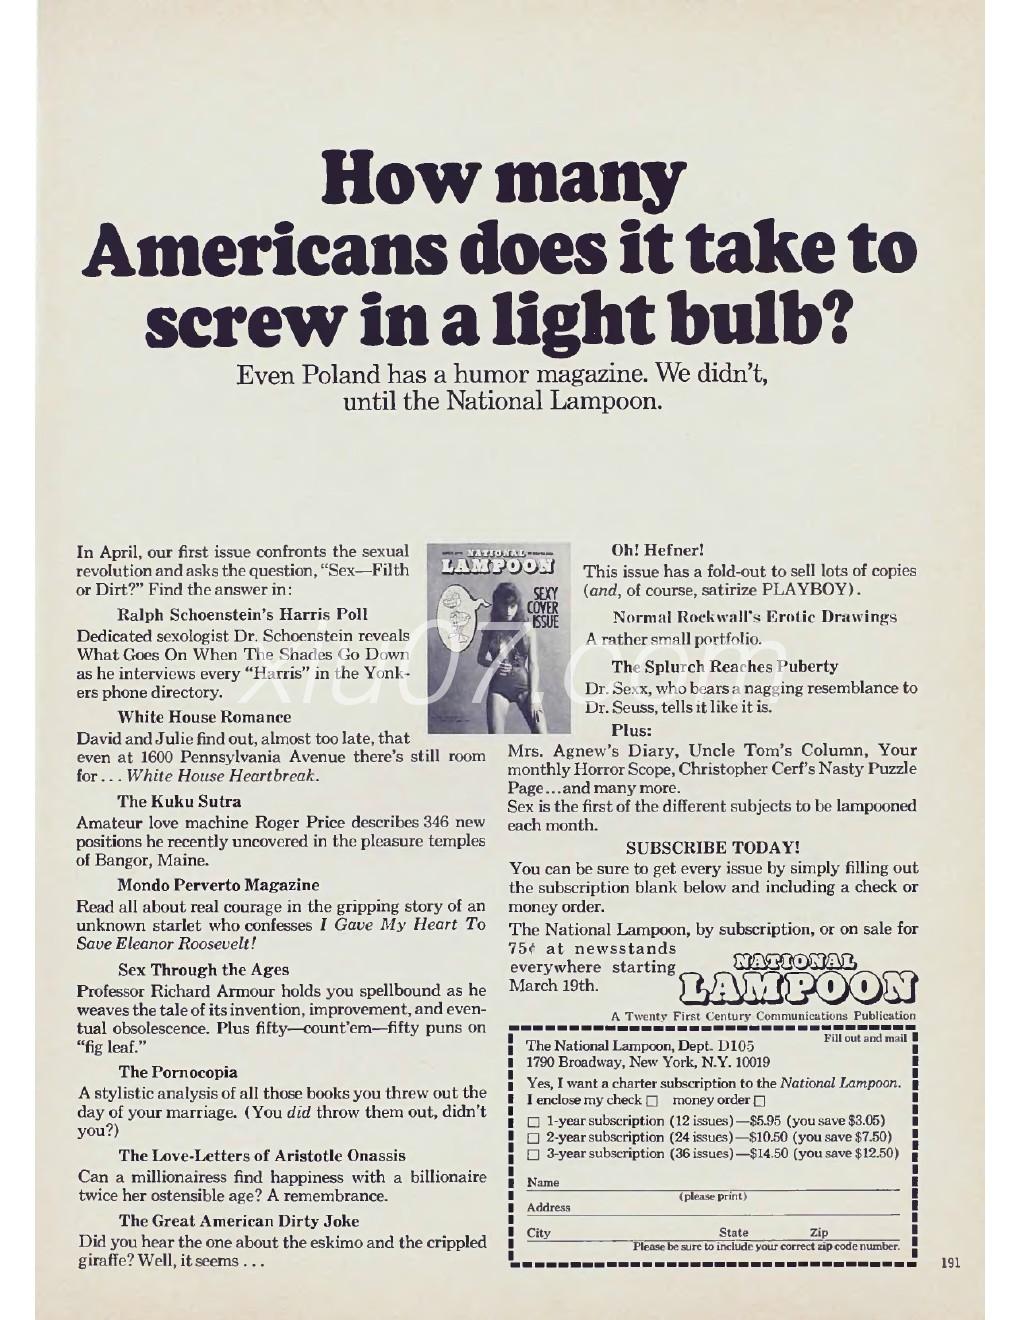 How many
Americans does it take to
screw in a light bulb?
Even Poland has a humor magazine. We didn't,
until the National Lampoon.
In April, our first issue confronts the sexual
revolution and asks the question, "Sex—Filth
or Dirt?" Find the answer in:
Ralph Schoenstein's Harris Poll
Dedicated sexologist Dr. Schoenstein reveals
What Goes On When The Shades Go Down
as he interviews every "Harris" in the Yonk-
ers phone directory.
White House Romance
David and Julie find out, almost too late, that
even at 1600 Pennsylvania Avenue there's still room
for... White House Heartbreak.
The Kuku Sutra
Amateur love machine Roger Price describes 346 new
positions he recently uncovered in the pleasure temples
of Bangor, Maine.
Mondo Perverto Magazine
Read all about real courage in the gripping story of an
unknown starlet who confesses I Gave My Heart To
Save Eleanor Roosevelt!
Sex Through the Ages
Professor Richard Armour holds you spellbound as he
weaves the tale of its invention, improvement, and even-
tual obsolescence. Plus fifty—count'em—fifty puns on
"fig leaf."
The Pornocopia
A stylistic analysis of all those books you threw out the
day of your marriage. (You did throw them out, didn't
you?)
The Love-Letters of Aristotle Onassis
Can a millionairess find happiness with a billionaire
twice her ostensible age? A remembrance.
The Great American Dirty Joke
Did you hear the one about the eskimo and the crippled
giraffe? Well, it seems...
NATIONAL
LAMPOON
SEXY
COVER
ISSUE
Oh! Hefner!
This issue has a fold-out to sell lots of copies
(and, of course, satirize PLAYBOY).
Normal Rockwall's Erotic Drawings
A rather small portfolio.
The Splurch Reaches Puberty
Dr. Sexx, who bears a nagging resemblance to
Dr. Seuss, tells it like it is.
Plus:
Mrs. Agnew's Diary, Uncle Tom's Column, Your
monthly Horror Scope, Christopher Cerf's Nasty Puzzle
Page...and many more.
Sex is the first of the different subjects to be lampooned
each month.
SUBSCRIBE TODAY!
You can be sure to get every issue by simply filling out
the subscription blank below and including a check or
money order.
The National Lampoon, by subscription, or on sale for
75¢ at newsstands
everywhere starting
March 19th.
NATIONAL
LAMPOON
A Twenty First Century Communications Publication
Fill out and mail
The National Lampoon, Dept. D105
1790 Broadway, New York, N.Y. 10019
Yes, I want a charter subscription to the National Lampoon.
I enclose my check □ money order □
□ 1-year subscription (12 issues)—$5.95 (you save $3.05)
□ 2-year subscription (24 issues)—$10.50 (you save $7.50)
□ 3-year subscription (36 issues)—$14.50 (you save $12.50)
Name
(please print)
Address
City State Zip
Please be sure to include your correct zip code number.
191